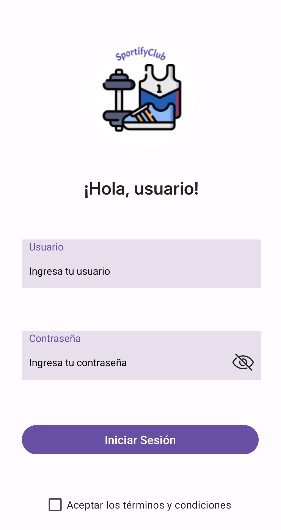 SportifyClub
1
¡Hola, usuario!
Usuario
Ingresa tu usuario
Contraseña
Ingresa tu contraseña
Iniciar Sesión
Aceptar los términos y condiciones